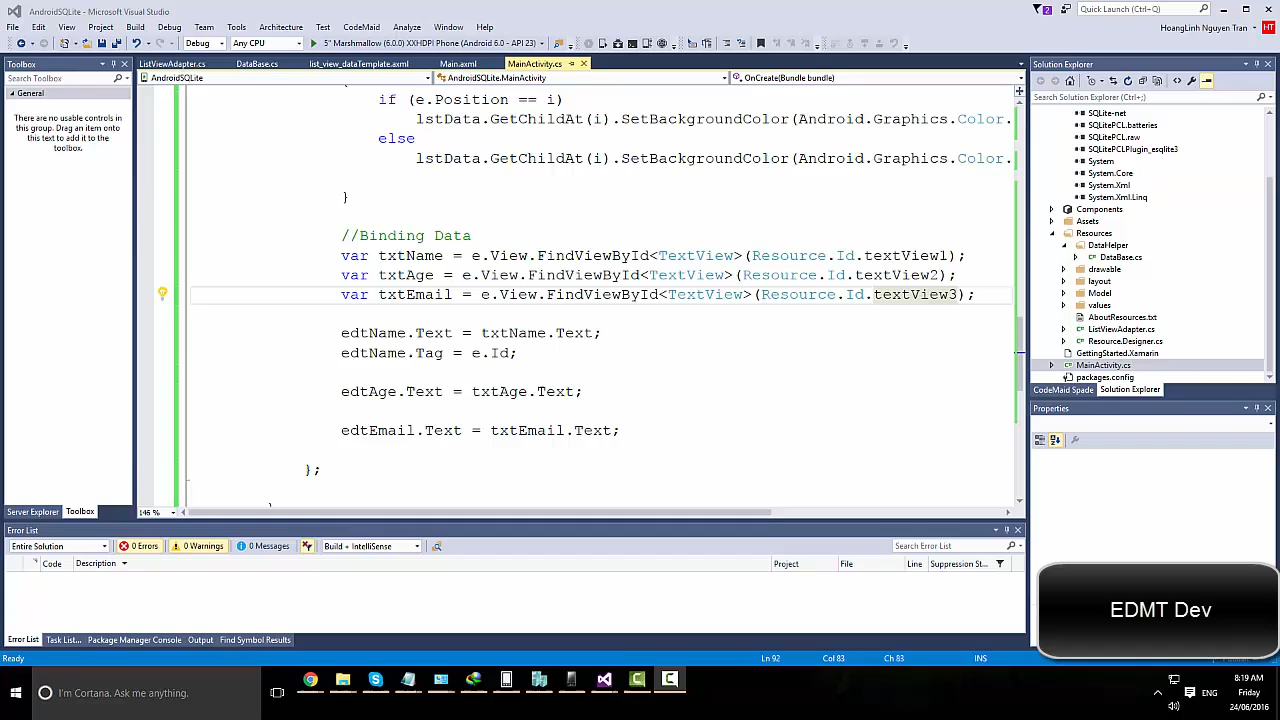 AndroidSQLite - Microsoft Visual Studio
2
Quick Launch (Ctrl+Q)
File Edit View Project Build Debug Team Tools Architecture Test CodeMaid Analyze Window Help
HoangLinh Nguyen Tran HT
Debug Any CPU 5" Marshmallow (6.0.0) XXHDPI Phone (Android 6.0 - API 23)
Toolbox
Search Toolbox
General
There are no usable controls in
this group. Drag an item onto
this text to add it to the
toolbox.
Server Explorer Toolbox
ListViewAdapter.cs DataBase.cs list_view_dataTemplate.axml Main.axml MainActivity.cs
AndroidSQLite AndroidSQLite.MainActivity OnCreate(Bundle bundle)
if (e.Position == i)
lstData.GetChildAt(i).SetBackgroundColor(Android.Graphics.Color.
else
lstData.GetChildAt(i).SetBackgroundColor(Android.Graphics.Color.
}
//Binding Data
var txtName = e.View.FindViewById<TextView>(Resource.Id.textView1);
var txtAge = e.View.FindViewById<TextView>(Resource.Id.textView2);
var txtEmail = e.View.FindViewById<TextView>(Resource.Id.textView3);
edtName.Text = txtName.Text;
edtName.Tag = e.Id;
edtAge.Text = txtAge.Text;
edtEmail.Text = txtEmail.Text;
};
146 %
Solution Explorer
Search Solution Explorer (Ctrl+;)
SQLite-net
SQLitePCL.batteries
SQLitePCL.raw
SQLitePCLPlugin_esqlite3
System
System.Core
System.Xml
System.Xml.Linq
Components
Assets
Resources
DataHelper
DataBase.cs
drawable
layout
Model
values
AboutResources.txt
ListViewAdapter.cs
Resource.Designer.cs
GettingStarted.Xamarin
MainActivity.cs
packages.config
CodeMaid Spade Solution Explorer
Properties
Error List
Entire Solution 0 Errors 0 Warnings 0 Messages Build + IntelliSense Search Error List
Code Description Project File Line Suppression St...
Error List Task List... Package Manager Console Output Find Symbol Results
EDMT Dev
Ready Ln 92 Col 83 Ch 83 INS
I'm Cortana. Ask me anything.
ENG
8:19 AM
Friday
24/06/2016